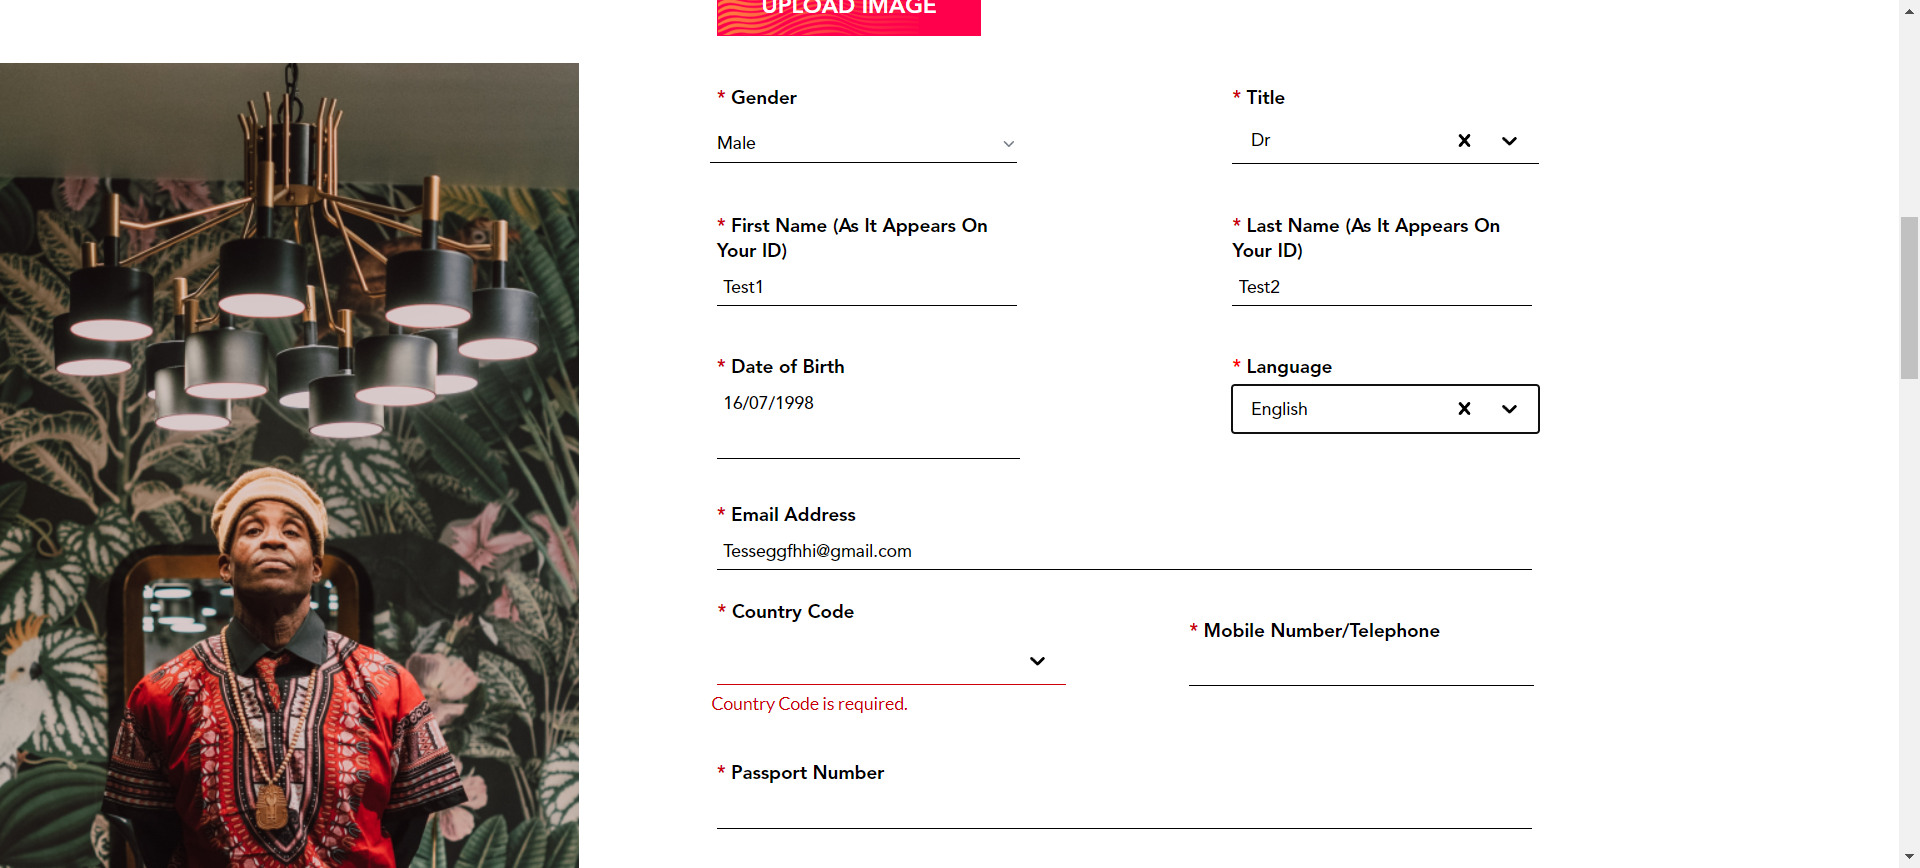 UPLOAD IMAGE
* Gender
* Title
Male
Dr
* First Name (As It Appears On
Your ID)
* Last Name (As It Appears On
Your ID)
Test1
Test2
* Date of Birth
* Language
16/07/1998
English
* Email Address
Tesseggfhhi@gmail.com
* Country Code
* Mobile Number/Telephone
Country Code is required.
* Passport Number